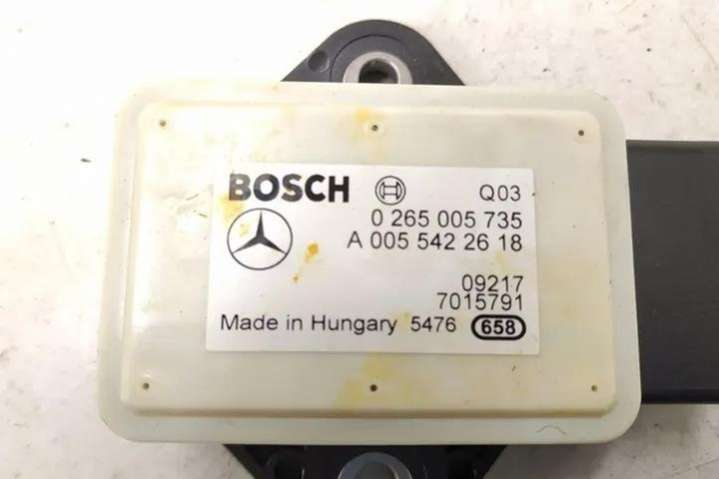 BOSCH Q03
0 265 005 735
A 005 542 26 18
09217
7015791
Made in Hungary 5476 658